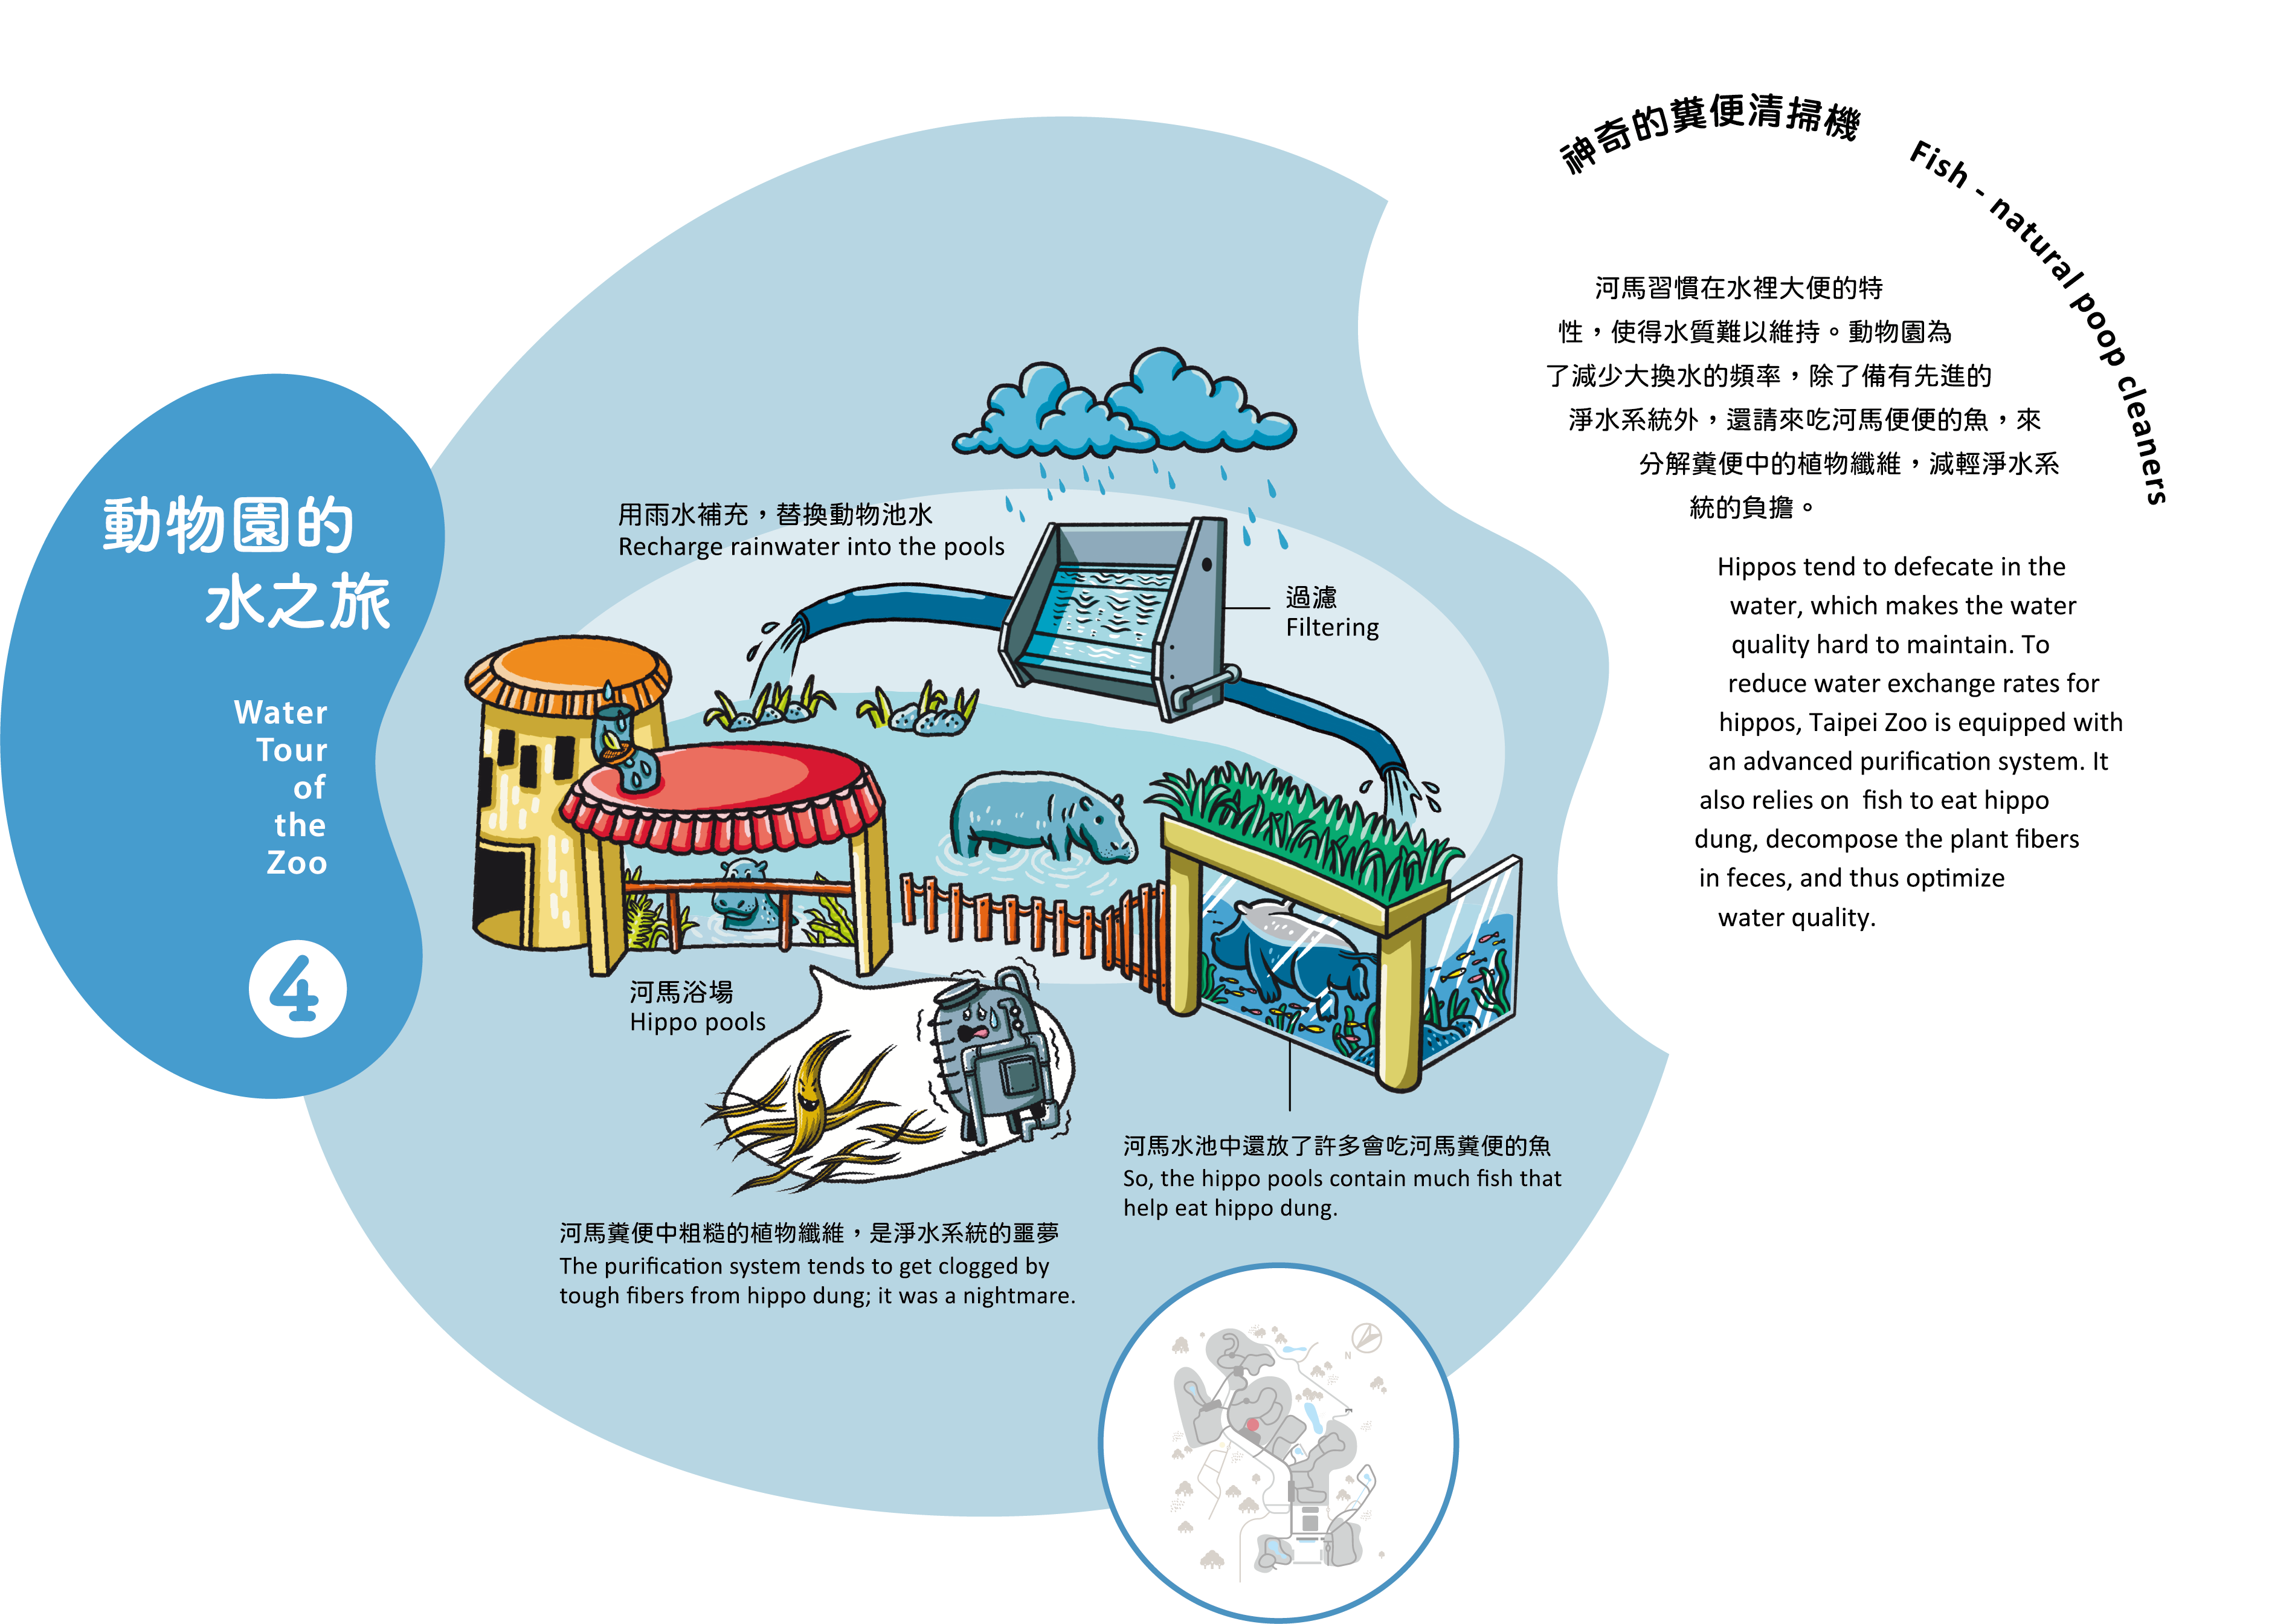 動物園的
水之旅
Water
Tour
of
the
Zoo
4
神奇的糞便清掃機 Fish - natural poop cleaners
河馬習慣在水裡大便的特
性，使得水質難以維持。動物園為
了減少大換水的頻率，除了備有先進的
淨水系統外，還請來吃河馬便便的魚，來
分解糞便中的植物纖維，減輕淨水系
統的負擔。
Hippos tend to defecate in the
water, which makes the water
quality hard to maintain. To
reduce water exchange rates for
hippos, Taipei Zoo is equipped with
an advanced purification system. It
also relies on fish to eat hippo
dung, decompose the plant fibers
in feces, and thus optimize
water quality.
用雨水補充，替換動物池水
Recharge rainwater into the pools
過濾
Filtering
河馬浴場
Hippo pools
河馬水池中還放了許多會吃河馬糞便的魚
So, the hippo pools contain much fish that
help eat hippo dung.
河馬糞便中粗糙的植物纖維，是淨水系統的噩夢
The purification system tends to get clogged by
tough fibers from hippo dung; it was a nightmare.
N